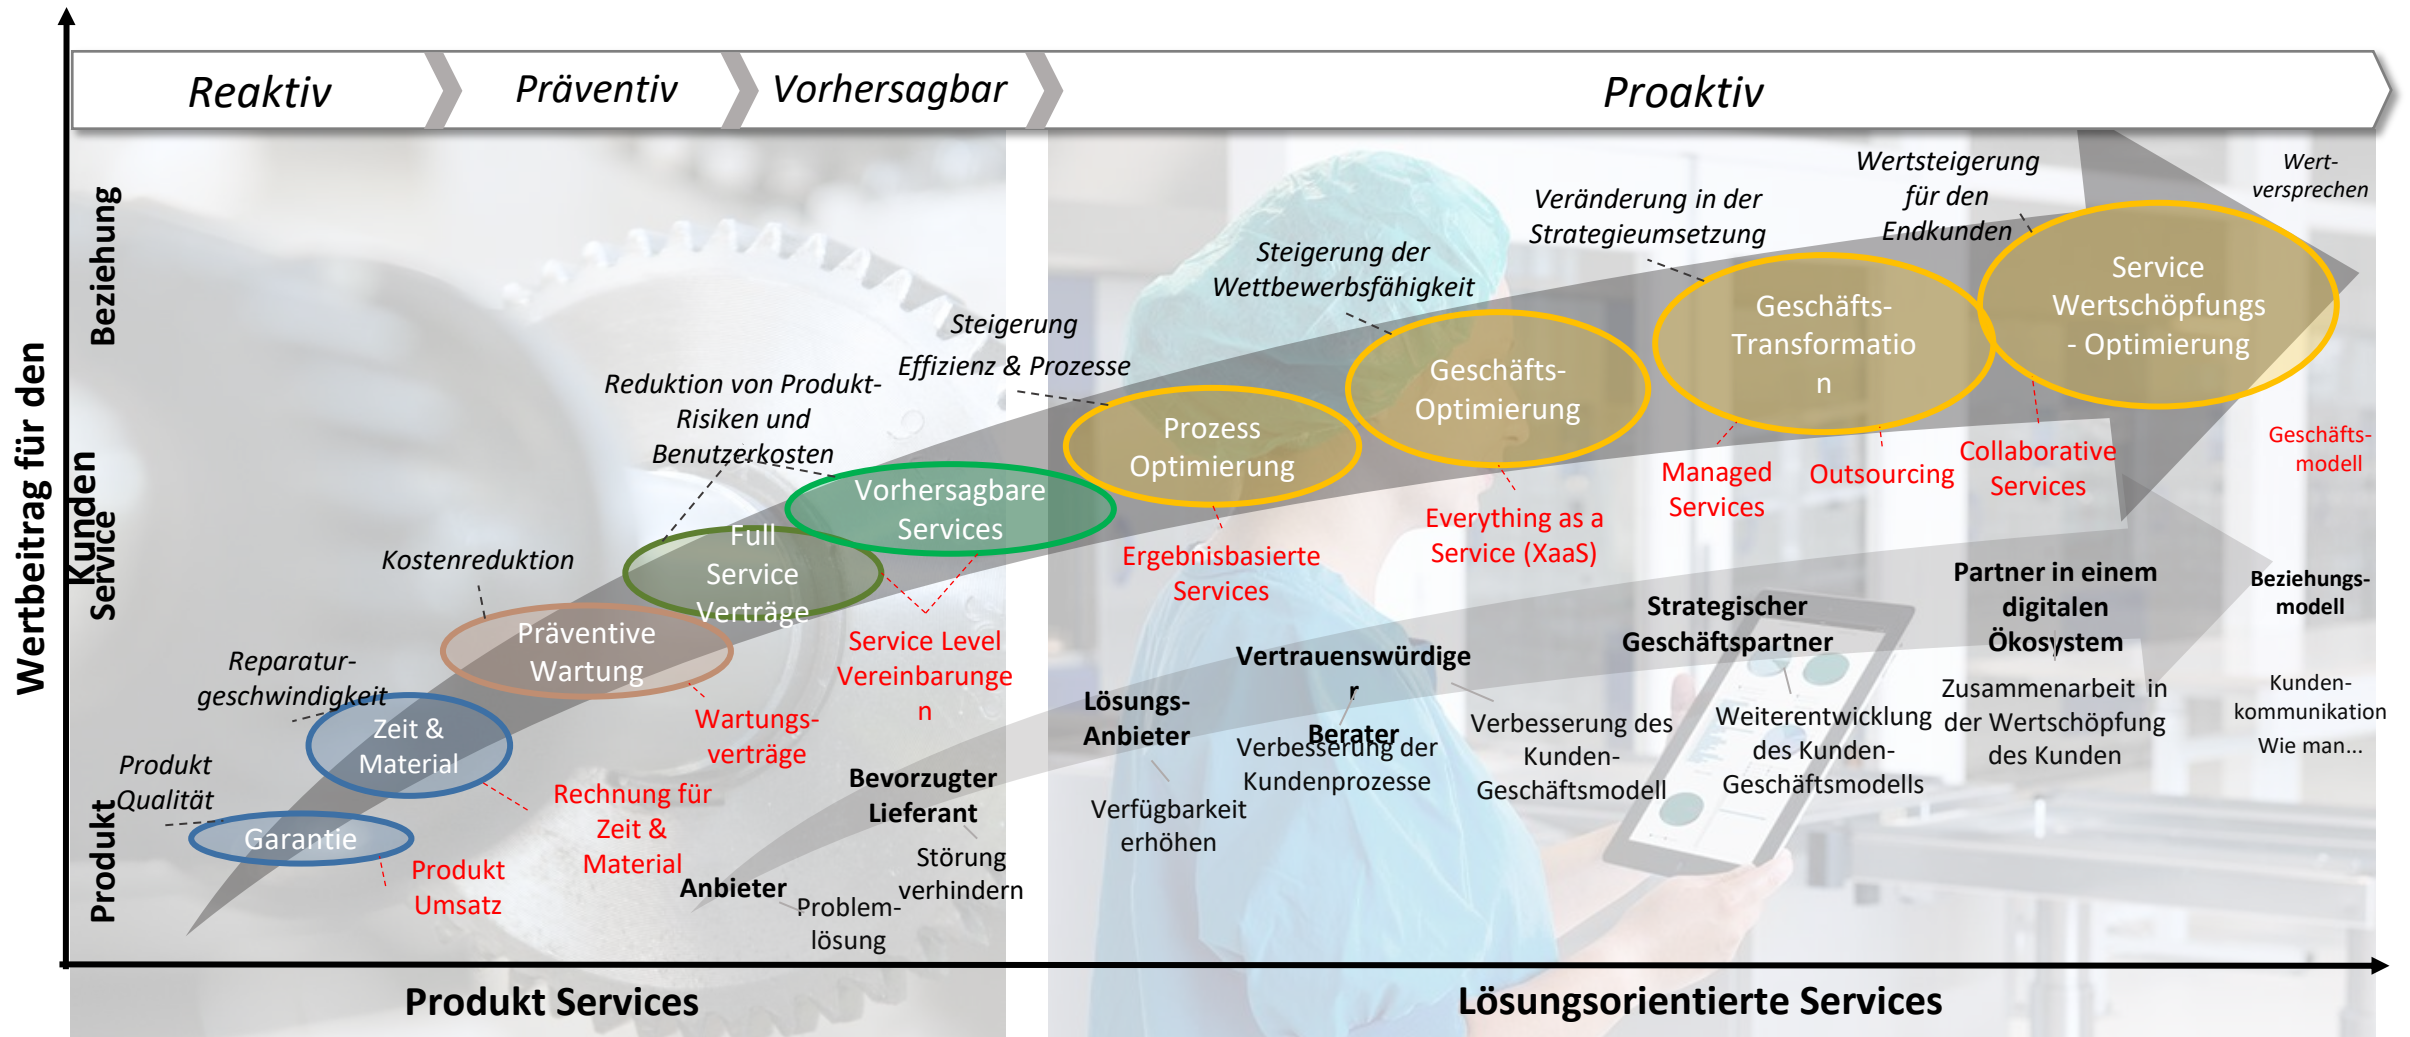 Reaktiv
Präventiv
Vorhersagbar
Proaktiv
Wertbeitrag für den
Kunden
Beziehung
Service
Produkt
Wert-
versprechen
Wertsteigerung
für den
Endkunden
Veränderung in der
Strategieumsetzung
Steigerung der
Wettbewerbsfähigkeit
Steigerung
Effizienz & Prozesse
Reduktion von Produkt-
Risiken und
Benutzerkosten
Kostenreduktion
Reparatur-
geschwindigkeit
Produkt
Qualität
Service
Wertschöpfungs
- Optimierung
Geschäfts-
Transformatio
n
Geschäfts-
Optimierung
Prozess
Optimierung
Vorhersagbare
Services
Full
Service
Verträge
Präventive
Wartung
Zeit &
Material
Garantie
Geschäfts-
modell
Collaborative
Services
Outsourcing
Managed
Services
Everything as a
Service (XaaS)
Ergebnisbasierte
Services
Service Level
Vereinbarunge
n
Wartungs-
verträge
Rechnung für
Zeit &
Material
Produkt
Umsatz
Beziehungs-
modell
Partner in einem
digitalen
Ökosystem
Strategischer
Geschäftspartner
Vertrauenswürdige
r
Berater
Lösungs-
Anbieter
Bevorzugter
Lieferant
Anbieter
Kunden-
kommunikation
Wie man...
Zusammenarbeit in
der Wertschöpfung
des Kunden
Weiterentwicklung
des Kunden-
Geschäftsmodells
Verbesserung des
Kunden-
Geschäftsmodell
Verbesserung der
Kundenprozesse
Verfügbarkeit
erhöhen
Störung
verhindern
Problem-
lösung
Produkt Services
Lösungsorientierte Services